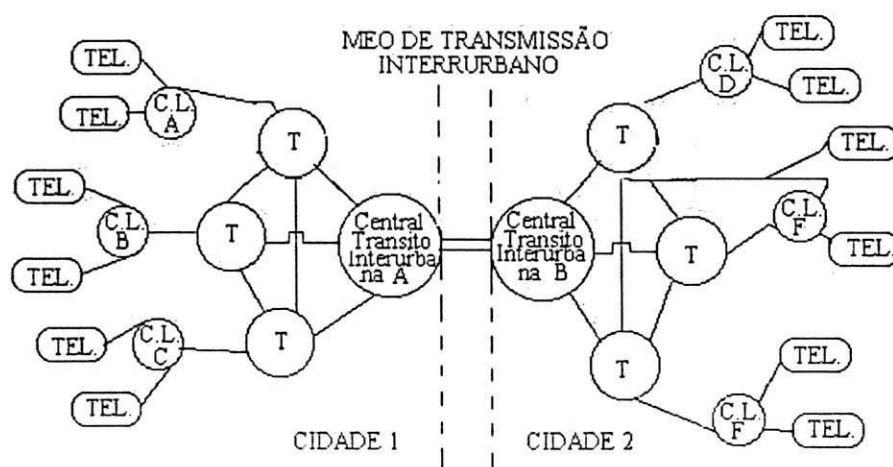 MEO DE TRANSMISSÃO
INTERRURBANO
TEL.
TEL.
C.L.
A
T
TEL.
C.L.
B
T
TEL.
Central
Transito
Interurba
na A
TEL.
C.L.
C
T
TEL.
CIDADE 1
TEL.
C.L.
D
TEL.
T
TEL.
Central
Transito
Interurba
na B
T
C.L.
F
TEL.
T
TEL.
C.L.
F
TEL.
CIDADE 2